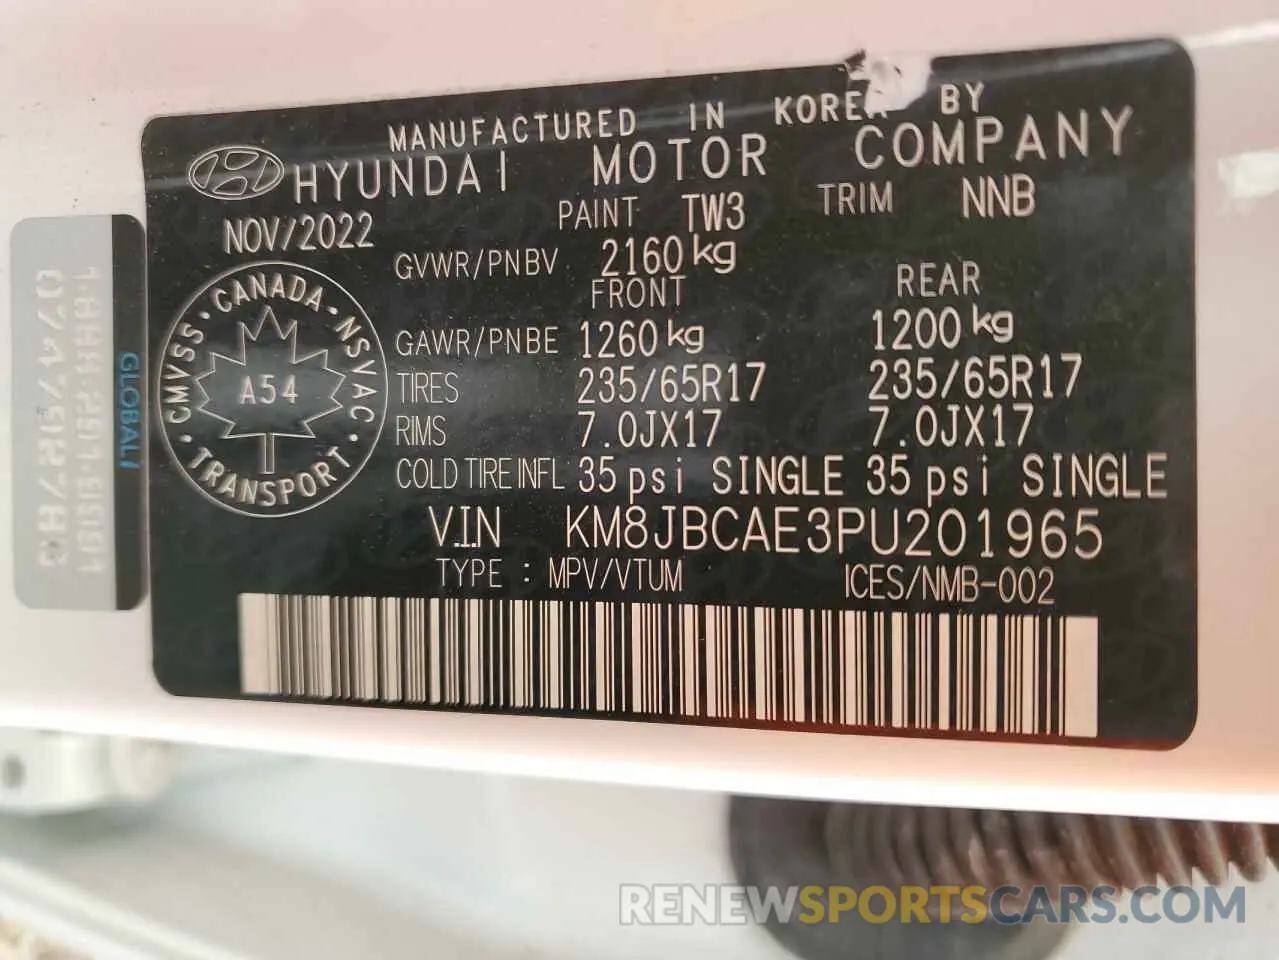 MANUFACTURED IN KOREA BY
HYUNDAI MOTOR COMPANY
NOV/2022 PAINT TW3 TRIM NNB
GVWR/PNBV 2160 kg
FRONT REAR
GAWR/PNBE 1260 kg 1200 kg
TIRES 235/65R17 235/65R17
RIMS 7.0JX17 7.0JX17
COLD TIRE INFL 35 psi SINGLE 35 psi SINGLE
V.I.N KM8JBCAE3PU201965
TYPE : MPV/VTUM ICES/NMB-002
CANADA · NSVAC · TRANSPORT · CMVSS
A54
GLOBALI
RENEWSPORTSCARS.COM